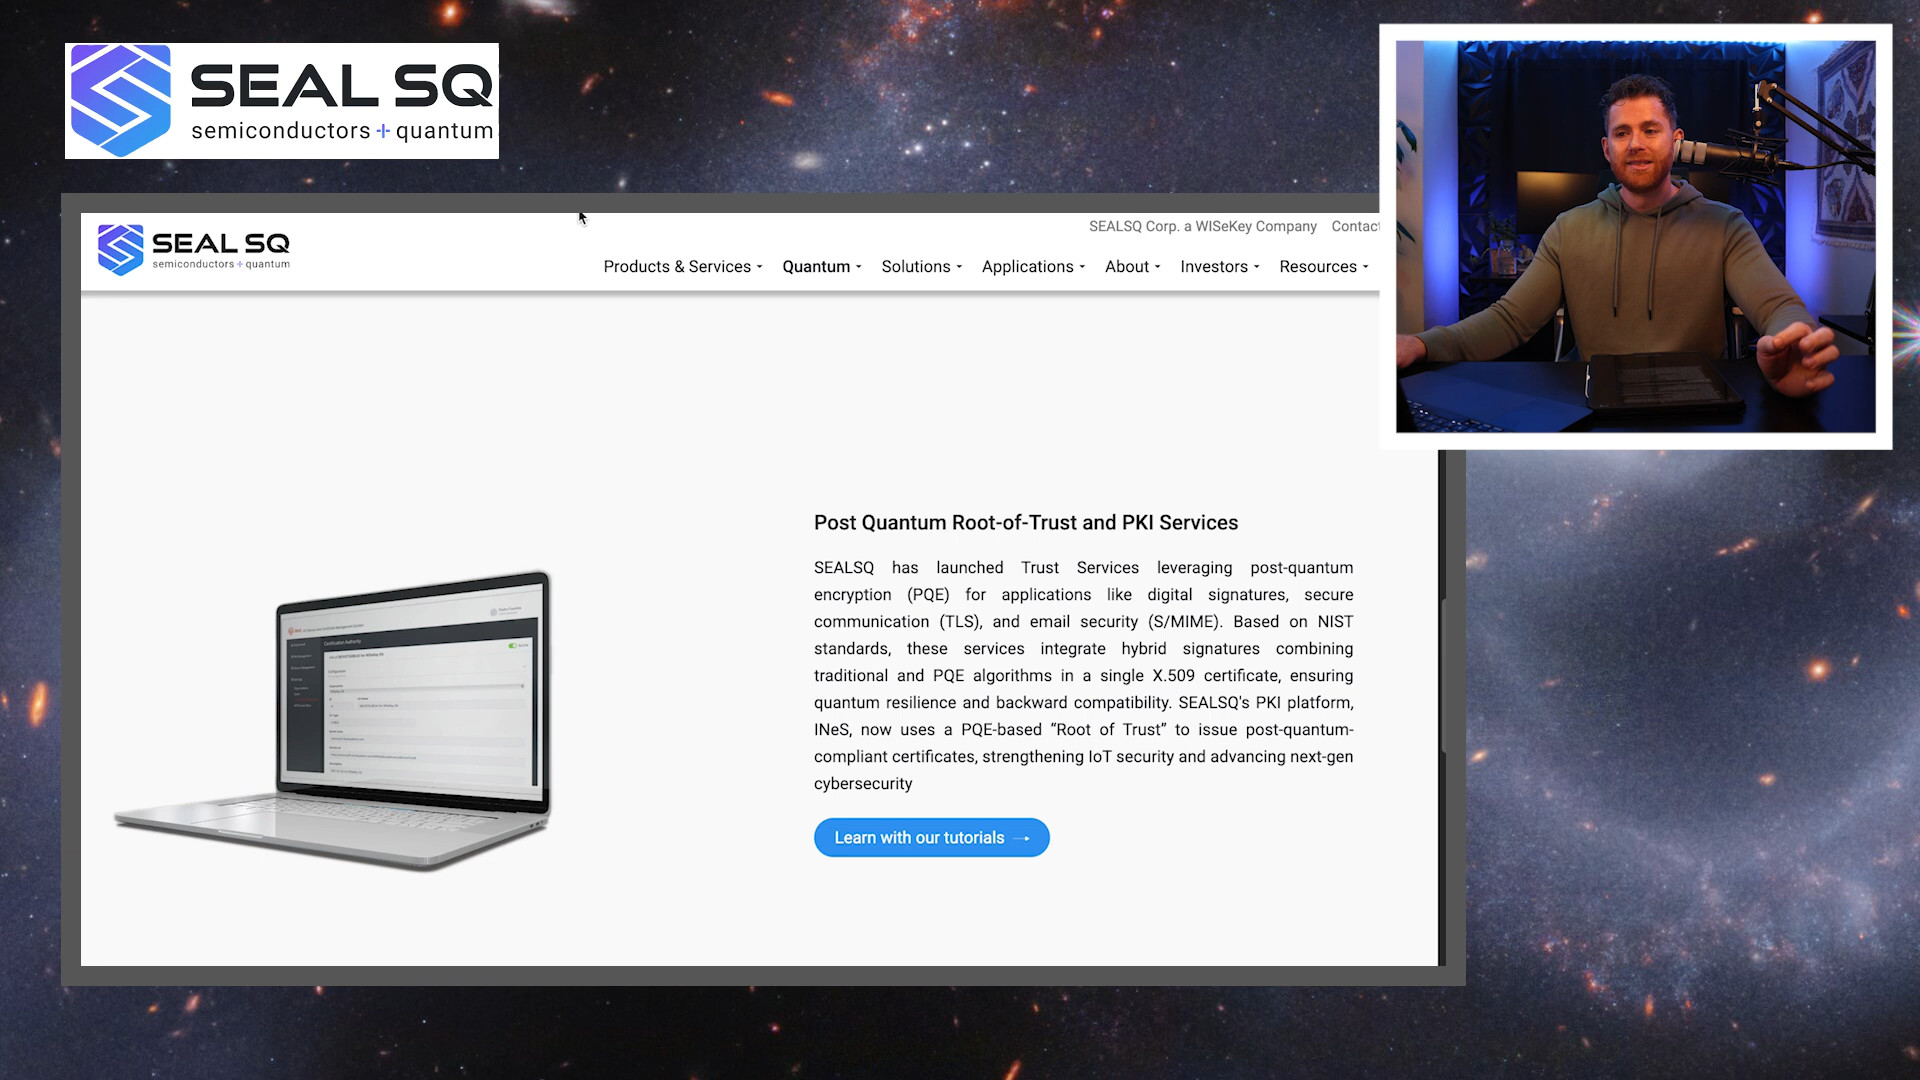 SEAL SQ
semiconductors + quantum
SEAL SQ
semiconductors + quantum
SEALSQ Corp. a WISeKey Company Contact
Products & Services Quantum Solutions Applications About Investors Resources
Post Quantum Root-of-Trust and PKI Services
SEALSQ has launched Trust Services leveraging post-quantum
encryption (PQE) for applications like digital signatures, secure
communication (TLS), and email security (S/MIME). Based on NIST
standards, these services integrate hybrid signatures combining
traditional and PQE algorithms in a single X.509 certificate, ensuring
quantum resilience and backward compatibility. SEALSQ's PKI platform,
INeS, now uses a PQE-based “Root of Trust” to issue post-quantum-
compliant certificates, strengthening IoT security and advancing next-gen
cybersecurity
Learn with our tutorials →
Certification Authority